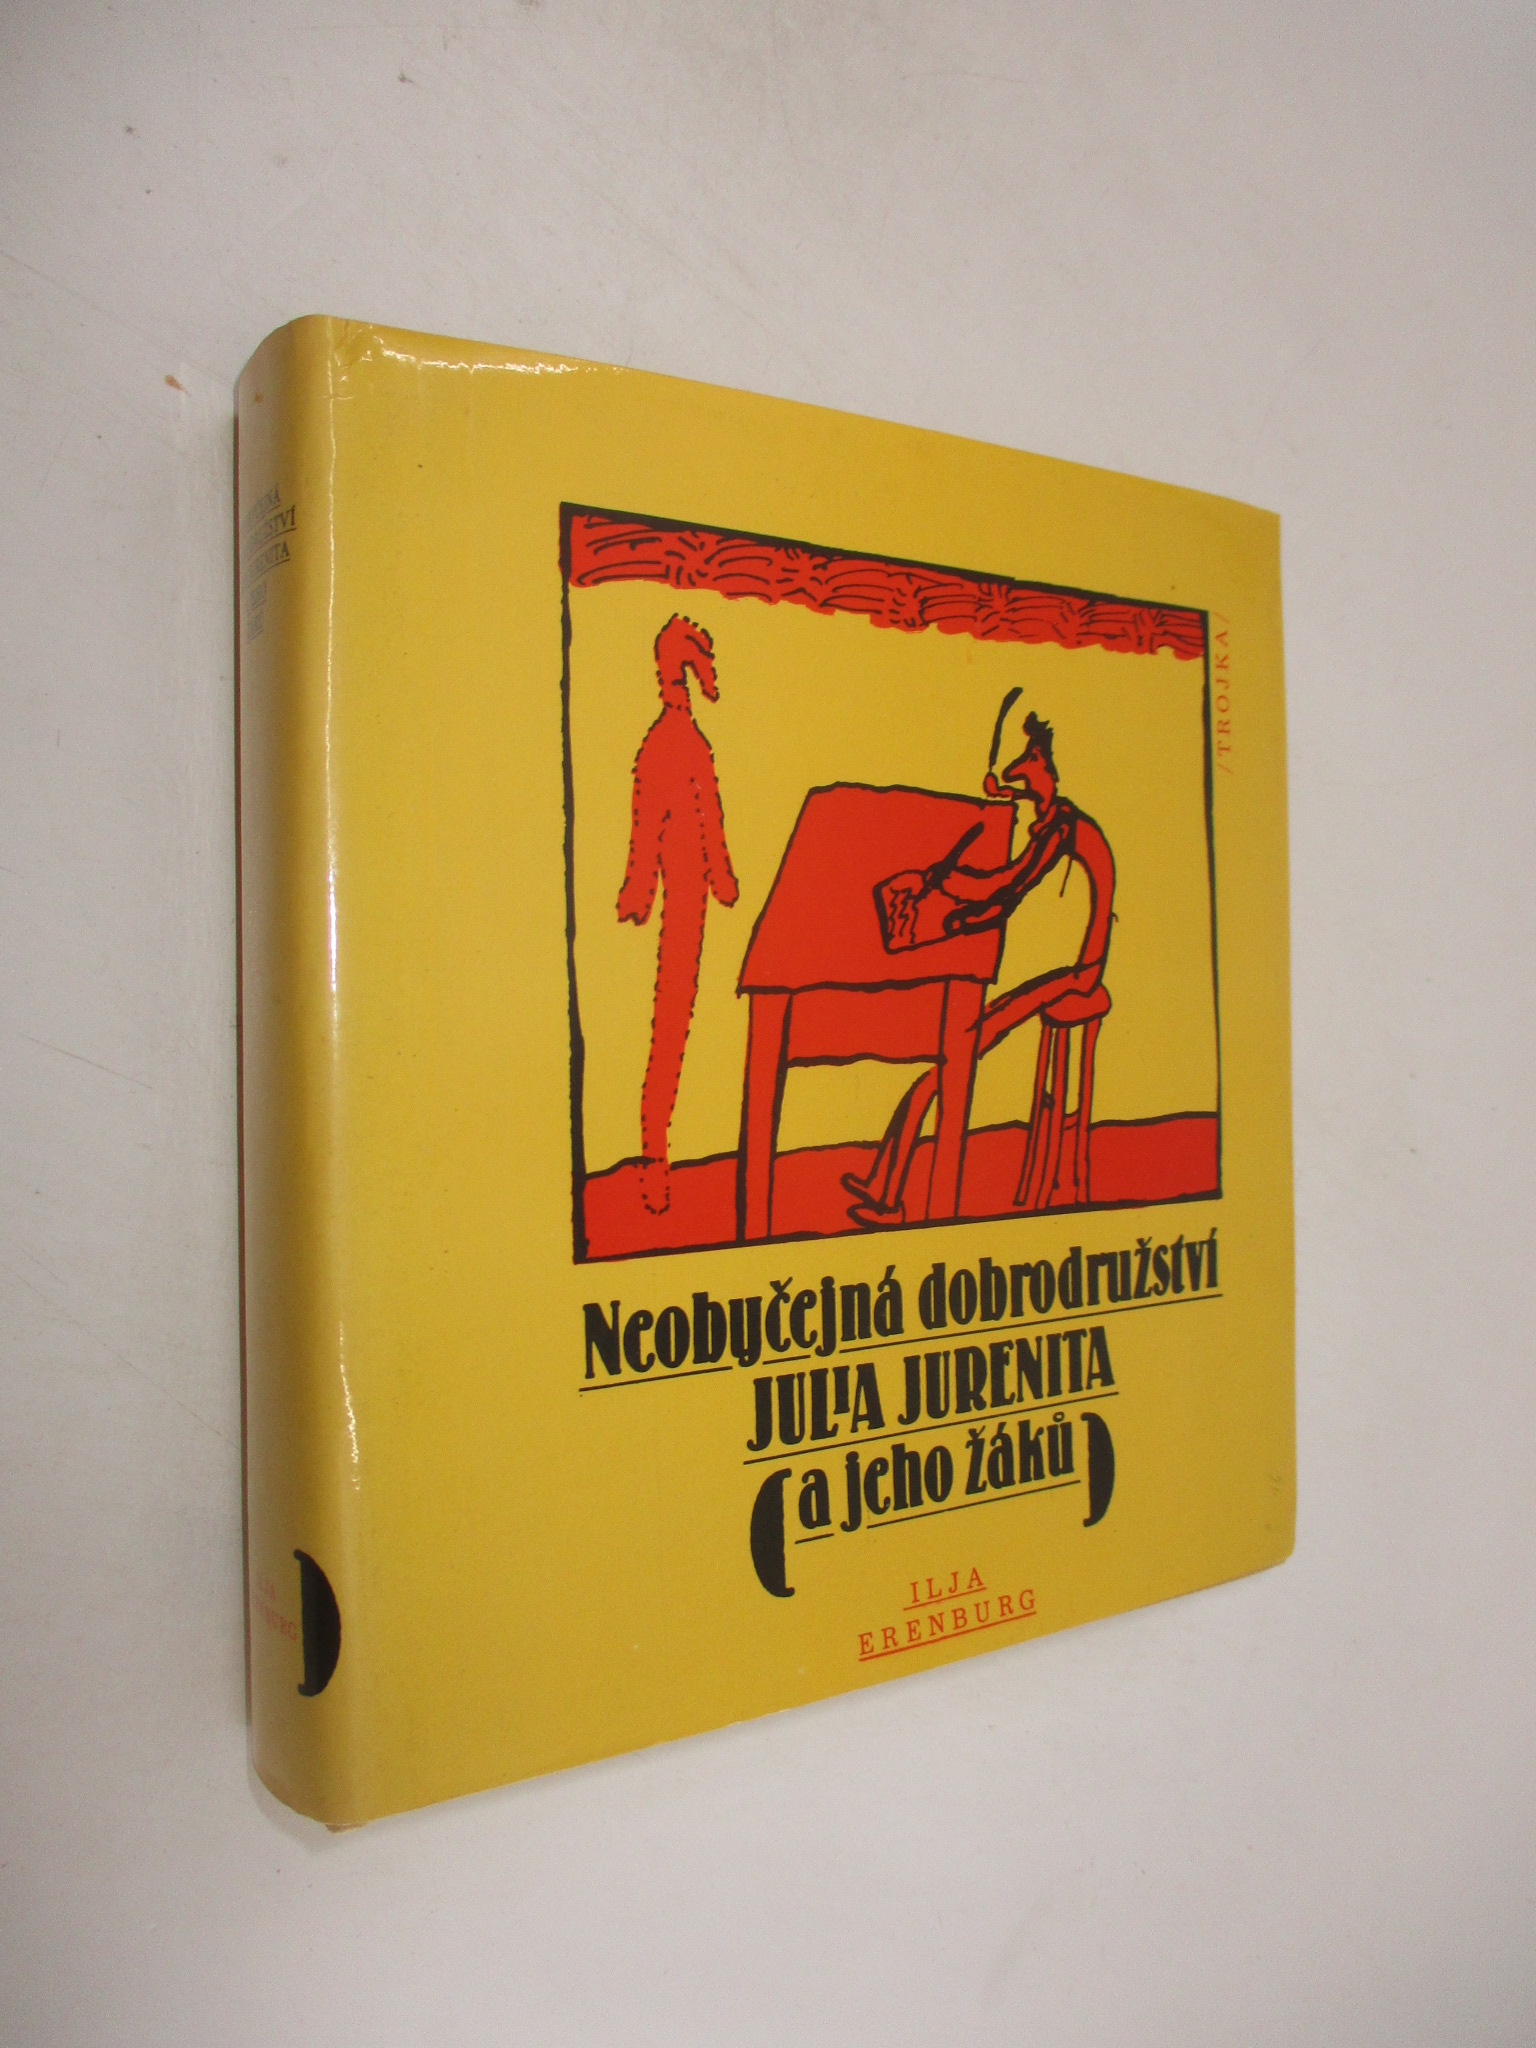 /TROJKA/
Neobyčejná dobrodružství
JULIA JURENITA
(a jeho žáků)
ILJA
ERENBURG